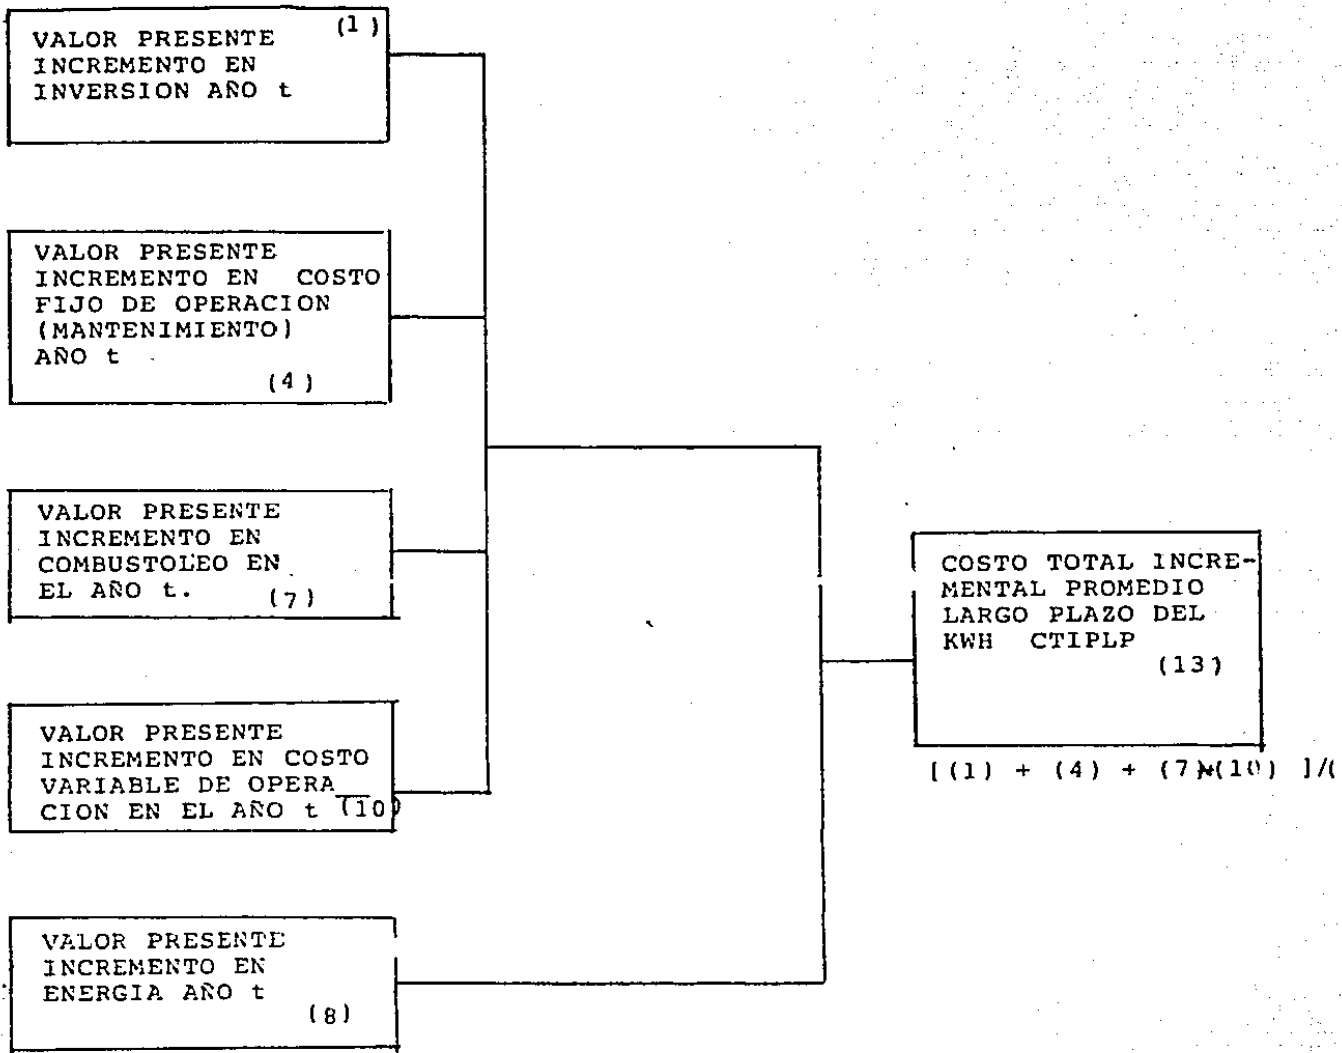 (1)
VALOR PRESENTE
INCREMENTO EN
INVERSION AÑO t
VALOR PRESENTE
INCREMENTO EN COSTO
FIJO DE OPERACION
(MANTENIMIENTO)
AÑO t
(4)
VALOR PRESENTE
INCREMENTO EN
COMBUSTOLEO EN
EL AÑO t.
(7)
VALOR PRESENTE
INCREMENTO EN COSTO
VARIABLE DE OPERA__
CION EN EL AÑO t (10)
VALOR PRESENTE
INCREMENTO EN
ENERGIA AÑO t
(8)
COSTO TOTAL INCRE-
MENTAL PROMEDIO
LARGO PLAZO DEL
KWH CTIPLP
(13)
[(1) + (4) + (7)+(10) ]/(